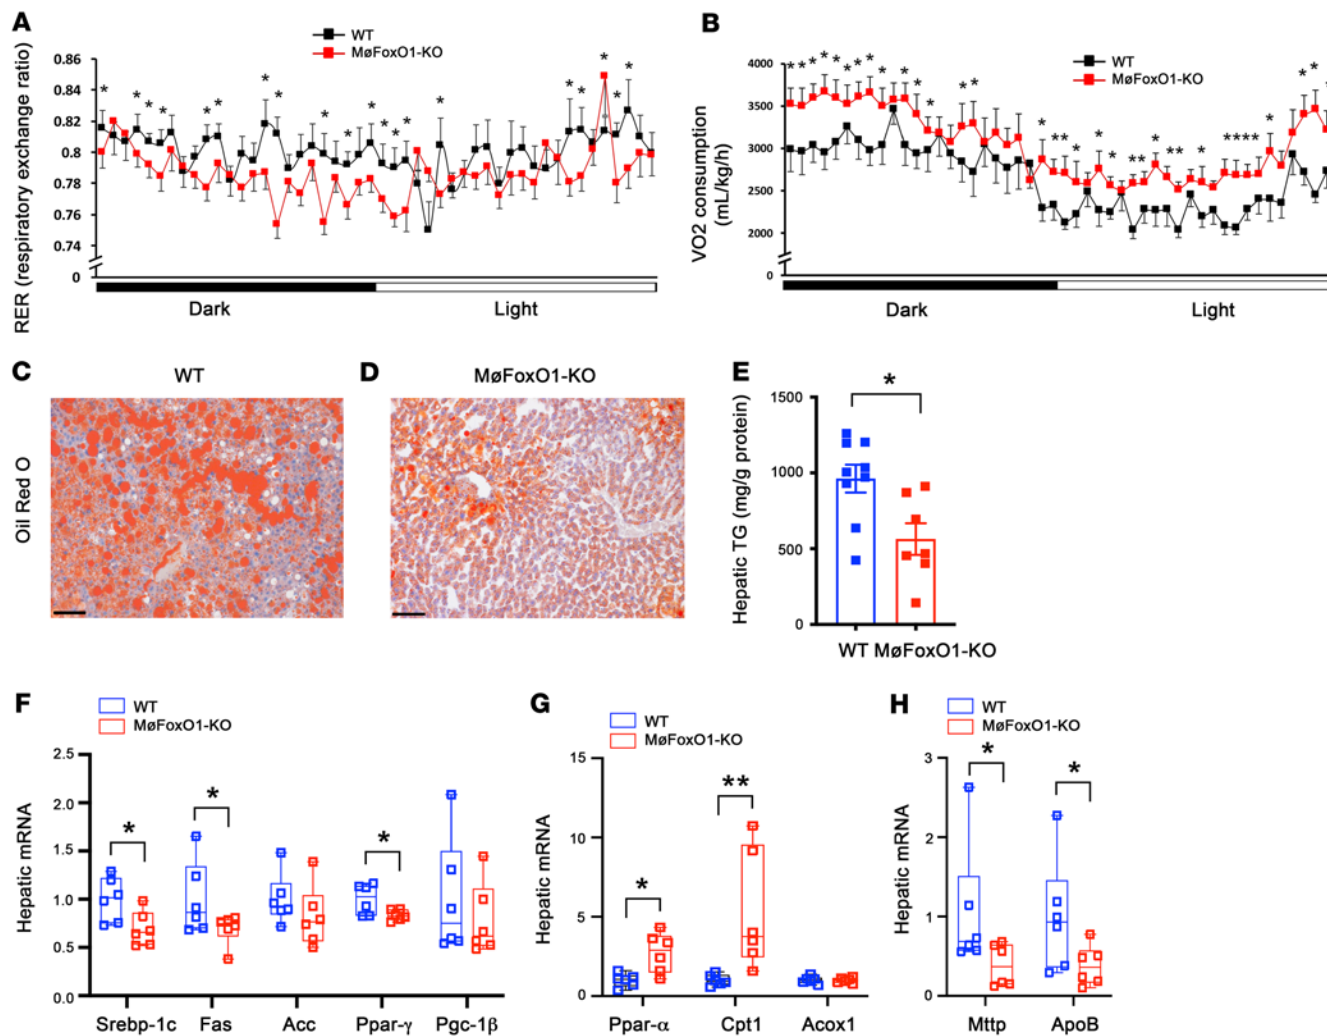 A
WT
MøFoxO1-KO
RER (respiratory exchange ratio)
0.86
0.84
0.82
0.8
0.78
0.76
0.74
0
Dark
Light
B
WT
MøFoxO1-KO
VO2 consumption
(mL/kg/h)
4000
3500
3000
2500
2000
0
Dark
Light
C
WT
D
MøFoxO1-KO
Oil Red O
E
*
Hepatic TG (mg/g protein)
1500
1000
500
0
WT MøFoxO1-KO
F
WT
MøFoxO1-KO
Hepatic mRNA
2.5
2.0
1.5
1.0
0.5
0.0
* * *
Srebp-1c Fas Acc Ppar-γ Pgc-1β
G
WT
MøFoxO1-KO
Hepatic mRNA
15
10
5
0
* **
Ppar-α Cpt1 Acox1
H
WT
MøFoxO1-KO
Hepatic mRNA
3
2
1
0
* *
Mttp ApoB